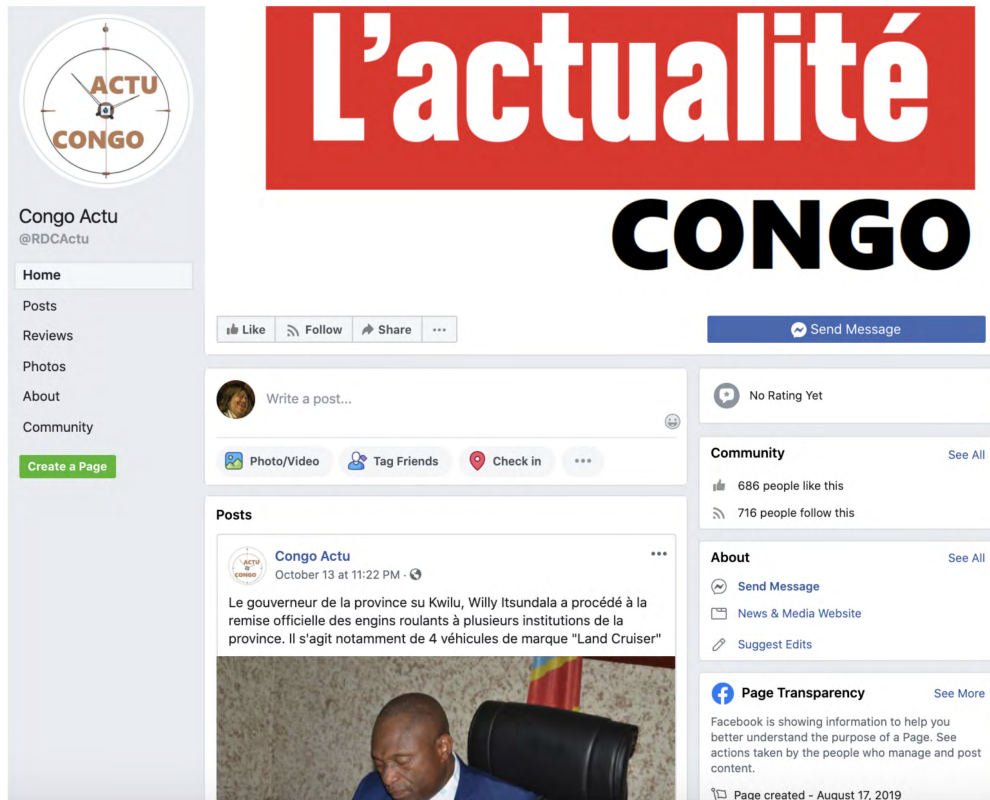 L'actualité
CONGO
ACTU
CONGO
Congo Actu
@RDCActu
Home
Posts
Reviews
Photos
About
Community
Create a Page
Like
Follow
Share
Send Message
Write a post...
Photo/Video
Tag Friends
Check in
Posts
ACTU
CONGO
Congo Actu
October 13 at 11:22 PM ·
Le gouverneur de la province su Kwilu, Willy Itsundala a procédé à la
remise officielle des engins roulants à plusieurs institutions de la
province. Il s'agit notamment de 4 véhicules de marque "Land Cruiser"
No Rating Yet
Community
See All
686 people like this
716 people follow this
About
See All
Send Message
News & Media Website
Suggest Edits
Page Transparency
See More
Facebook is showing information to help you
better understand the purpose of a Page. See
actions taken by the people who manage and post
content.
Page created - August 17, 2019